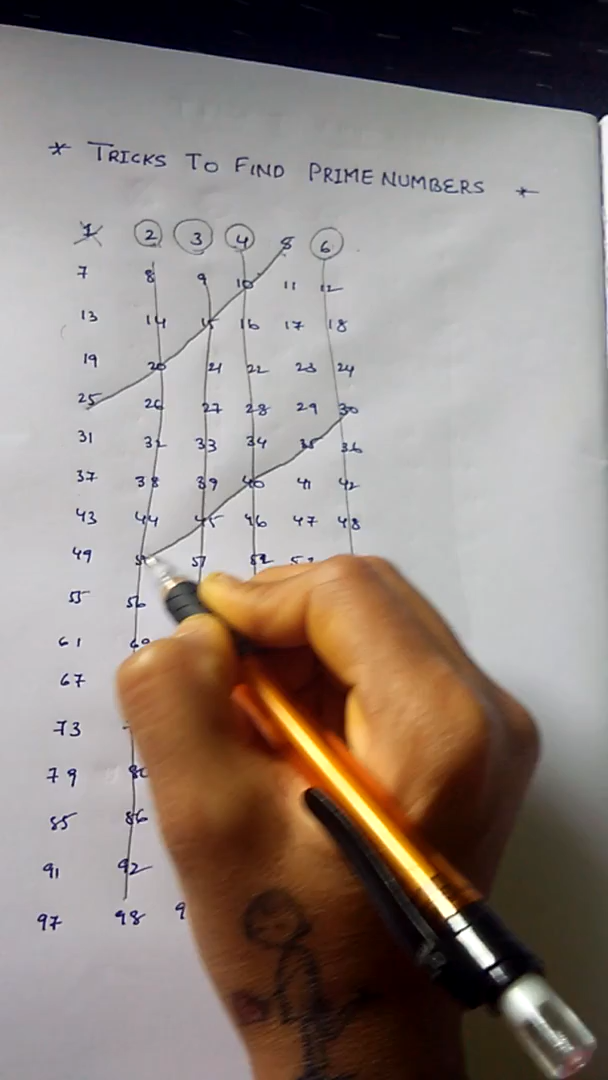 * TRICKS TO FIND PRIME NUMBERS *
1 2 3 4 5 6
7 8 9 10 11 12
13 14 15 16 17 18
19 20 21 22 23 24
25 26 27 28 29 30
31 32 33 34 35 36
37 38 39 40 41 42
43 44 45 46 47 48
49 50 51 52
55 56
61
67
73
79 80
85 86
91 92
97 98 9